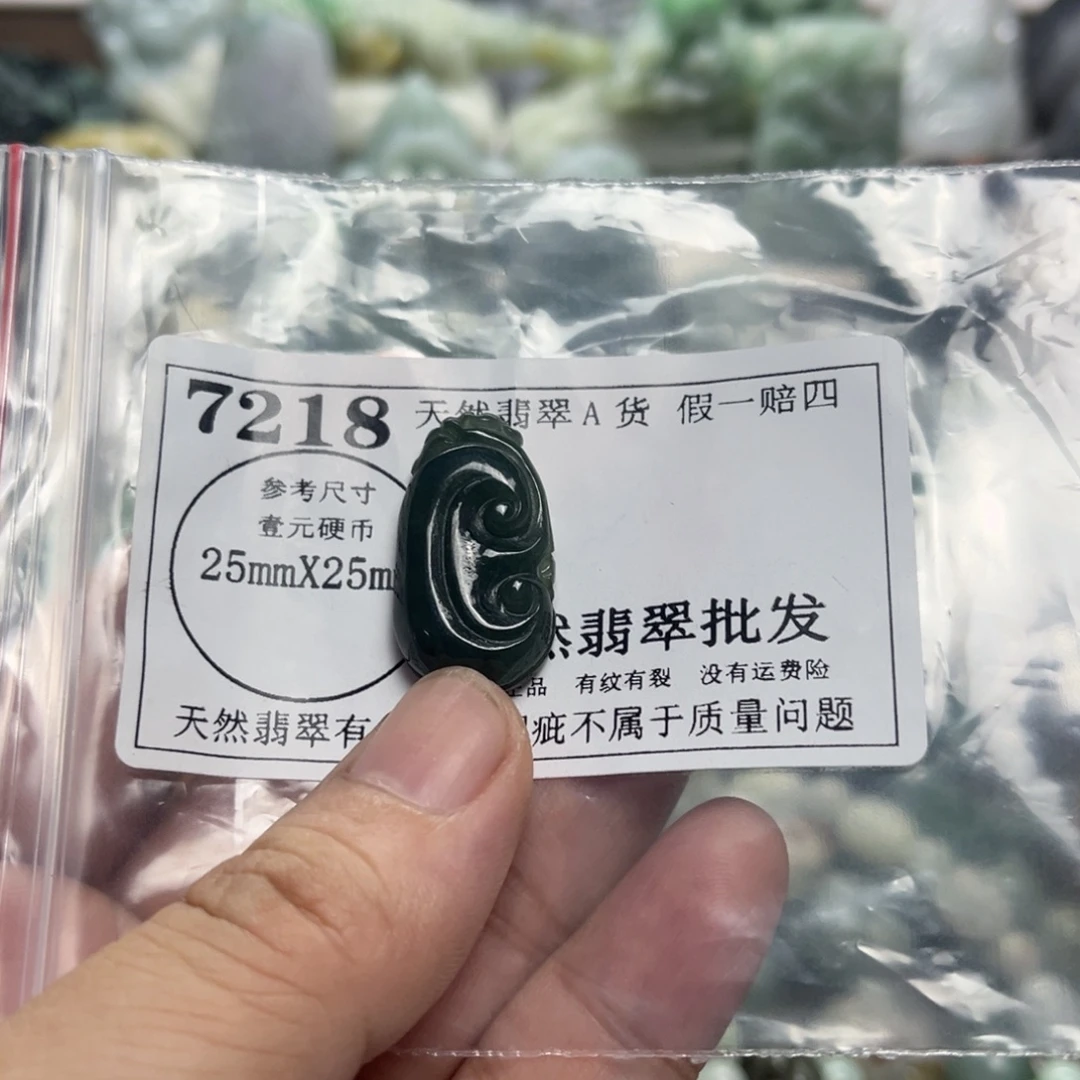 7218 天然翡翠A货 假一赔四
参考尺寸
壹元硬币
25mmX25m
然翡翠批发
品 有纹有裂 没有运费险
天然翡翠有 疵不属于质量问题